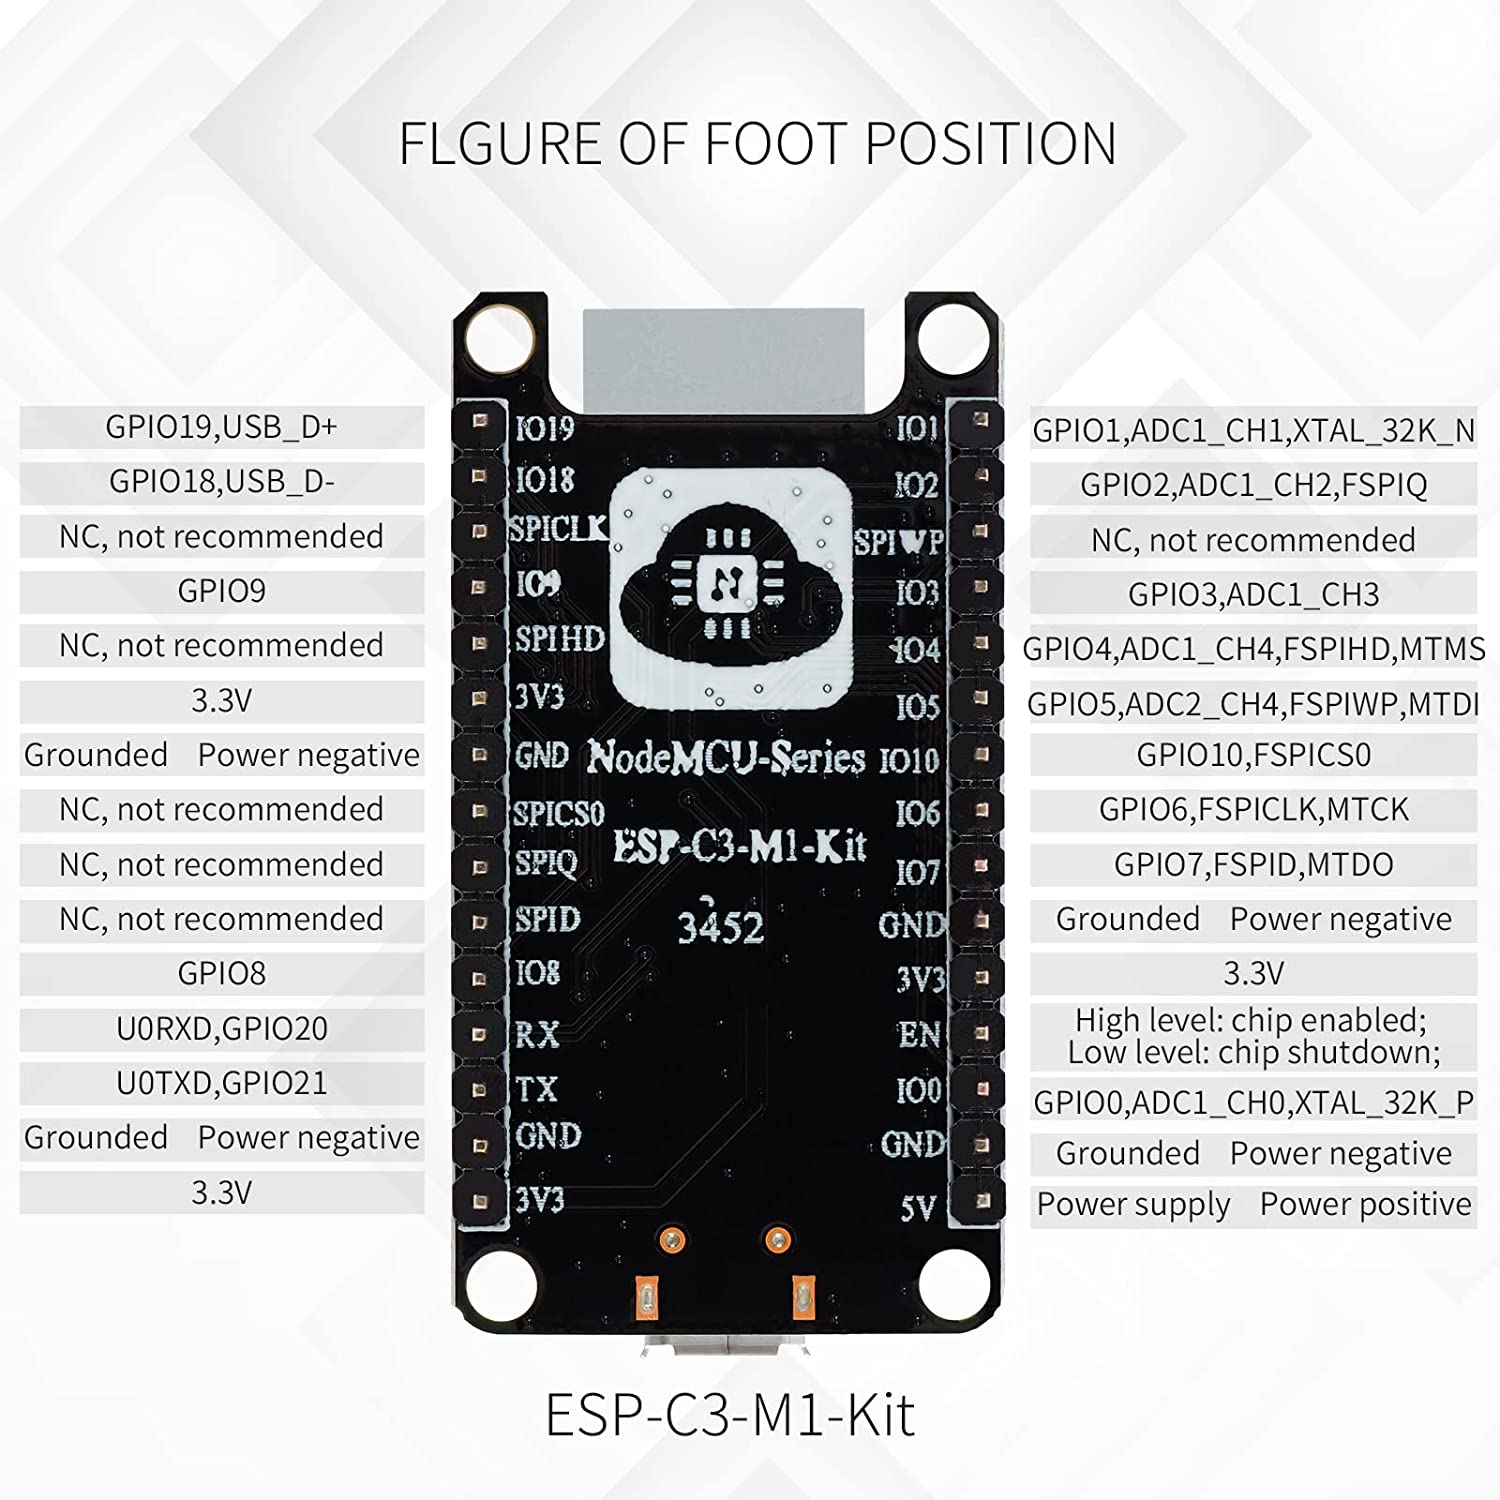 FLGURE OF FOOT POSITION
GPIO19,USB_D+
GPIO18,USB_D-
NC, not recommended
GPIO9
NC, not recommended
3.3V
Grounded Power negative
NC, not recommended
NC, not recommended
NC, not recommended
GPIO8
U0RXD,GPIO20
U0TXD,GPIO21
Grounded Power negative
3.3V
IO19
IO18
SPICLK
IO9
SPIHD
3V3
GND
SPICS0
SPIQ
SPID
IO8
RX
TX
GND
3V3
NodeMCU-Series
ESP-C3-M1-Kit
3452
IO1
IO2
SPIWP
IO3
IO4
IO5
IO10
IO6
IO7
GND
3V3
EN
IO0
GND
5V
GPIO1,ADC1_CH1,XTAL_32K_N
GPIO2,ADC1_CH2,FSPIQ
NC, not recommended
GPIO3,ADC1_CH3
GPIO4,ADC1_CH4,FSPIHD,MTMS
GPIO5,ADC2_CH4,FSPIWP,MTDI
GPIO10,FSPICS0
GPIO6,FSPICLK,MTCK
GPIO7,FSPID,MTDO
Grounded Power negative
3.3V
High level: chip enabled;
Low level: chip shutdown;
GPIO0,ADC1_CH0,XTAL_32K_P
Grounded Power negative
Power supply Power positive
ESP-C3-M1-Kit